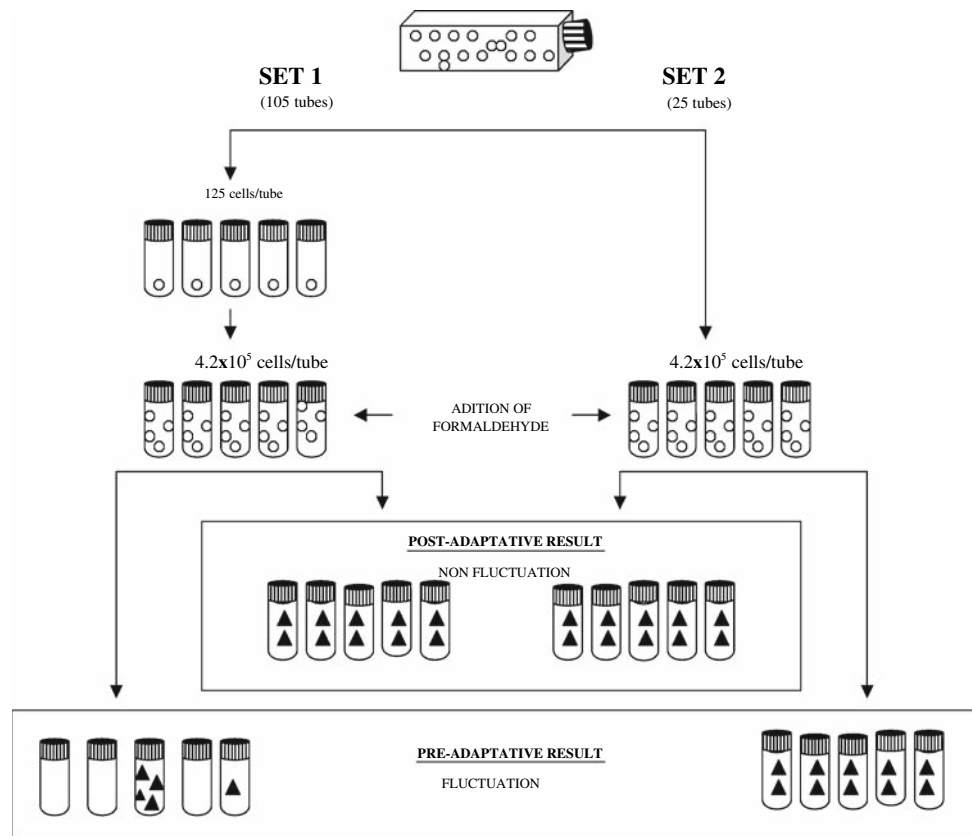 SET 1
(105 tubes)
SET 2
(25 tubes)
125 cells/tube
4.2x10⁵ cells/tube
4.2x10⁵ cells/tube
ADITION OF
FORMALDEHYDE
POST-ADAPTATIVE RESULT
NON FLUCTUATION
PRE-ADAPTATIVE RESULT
FLUCTUATION